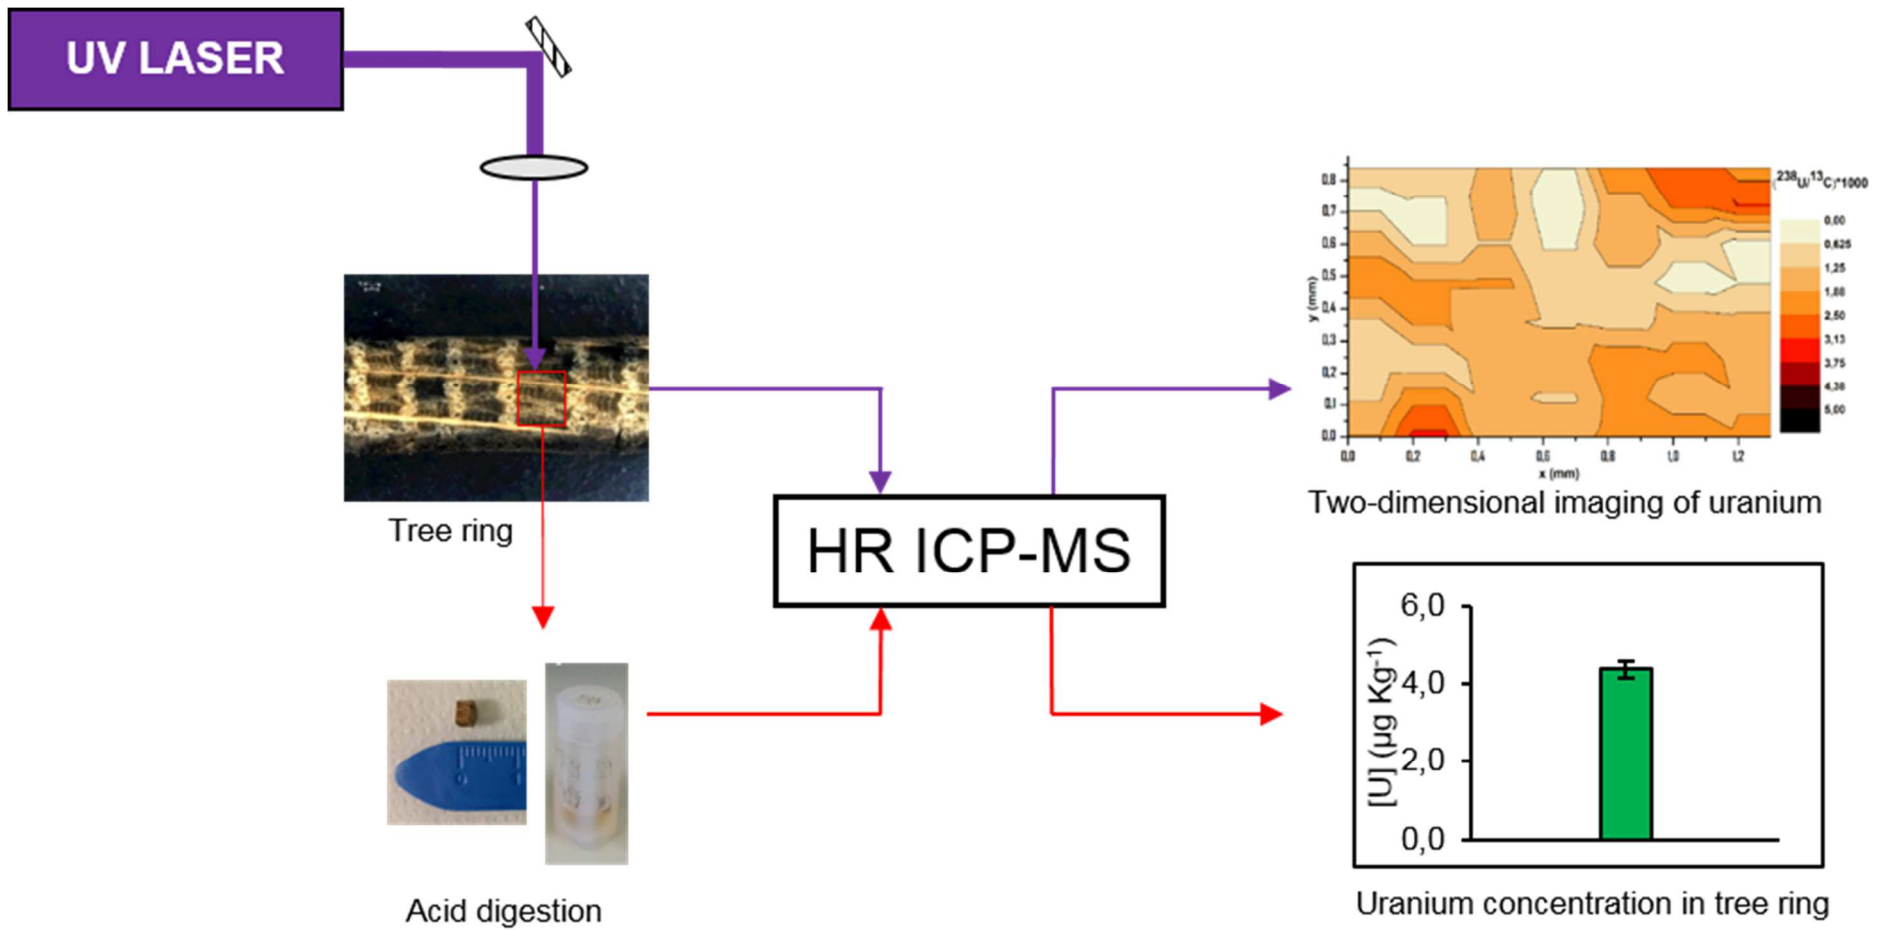 UV LASER
Tree ring
Acid digestion
HR ICP-MS
(²³⁸U/¹³C)*1000
0,00
0,625
1,25
1,88
2,50
3,13
3,75
4,38
5,00
y (mm)
0,8
0,7
0,6
0,5
0,4
0,3
0,2
0,1
0,0
0,0 0,2 0,4 0,6 0,8 1,0 1,2
x (mm)
Two-dimensional imaging of uranium
[U] (µg Kg⁻¹)
6,0
4,0
2,0
0,0
Uranium concentration in tree ring